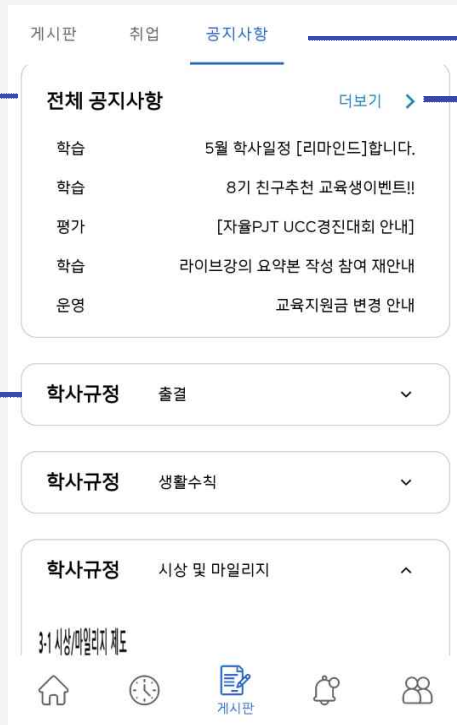 게시판 취업 공지사항
전체 공지사항 더보기
학습 5월 학사일정 [리마인드]합니다.
학습 8기 친구추천 교육생이벤트!!
평가 [자율PJT UCC경진대회 안내]
학습 라이브강의 요약본 작성 참여 재안내
운영 교육지원금 변경 안내
학사규정 출결
학사규정 생활수칙
학사규정 시상 및 마일리지
3-1 시상/마일리지 제도
게시판